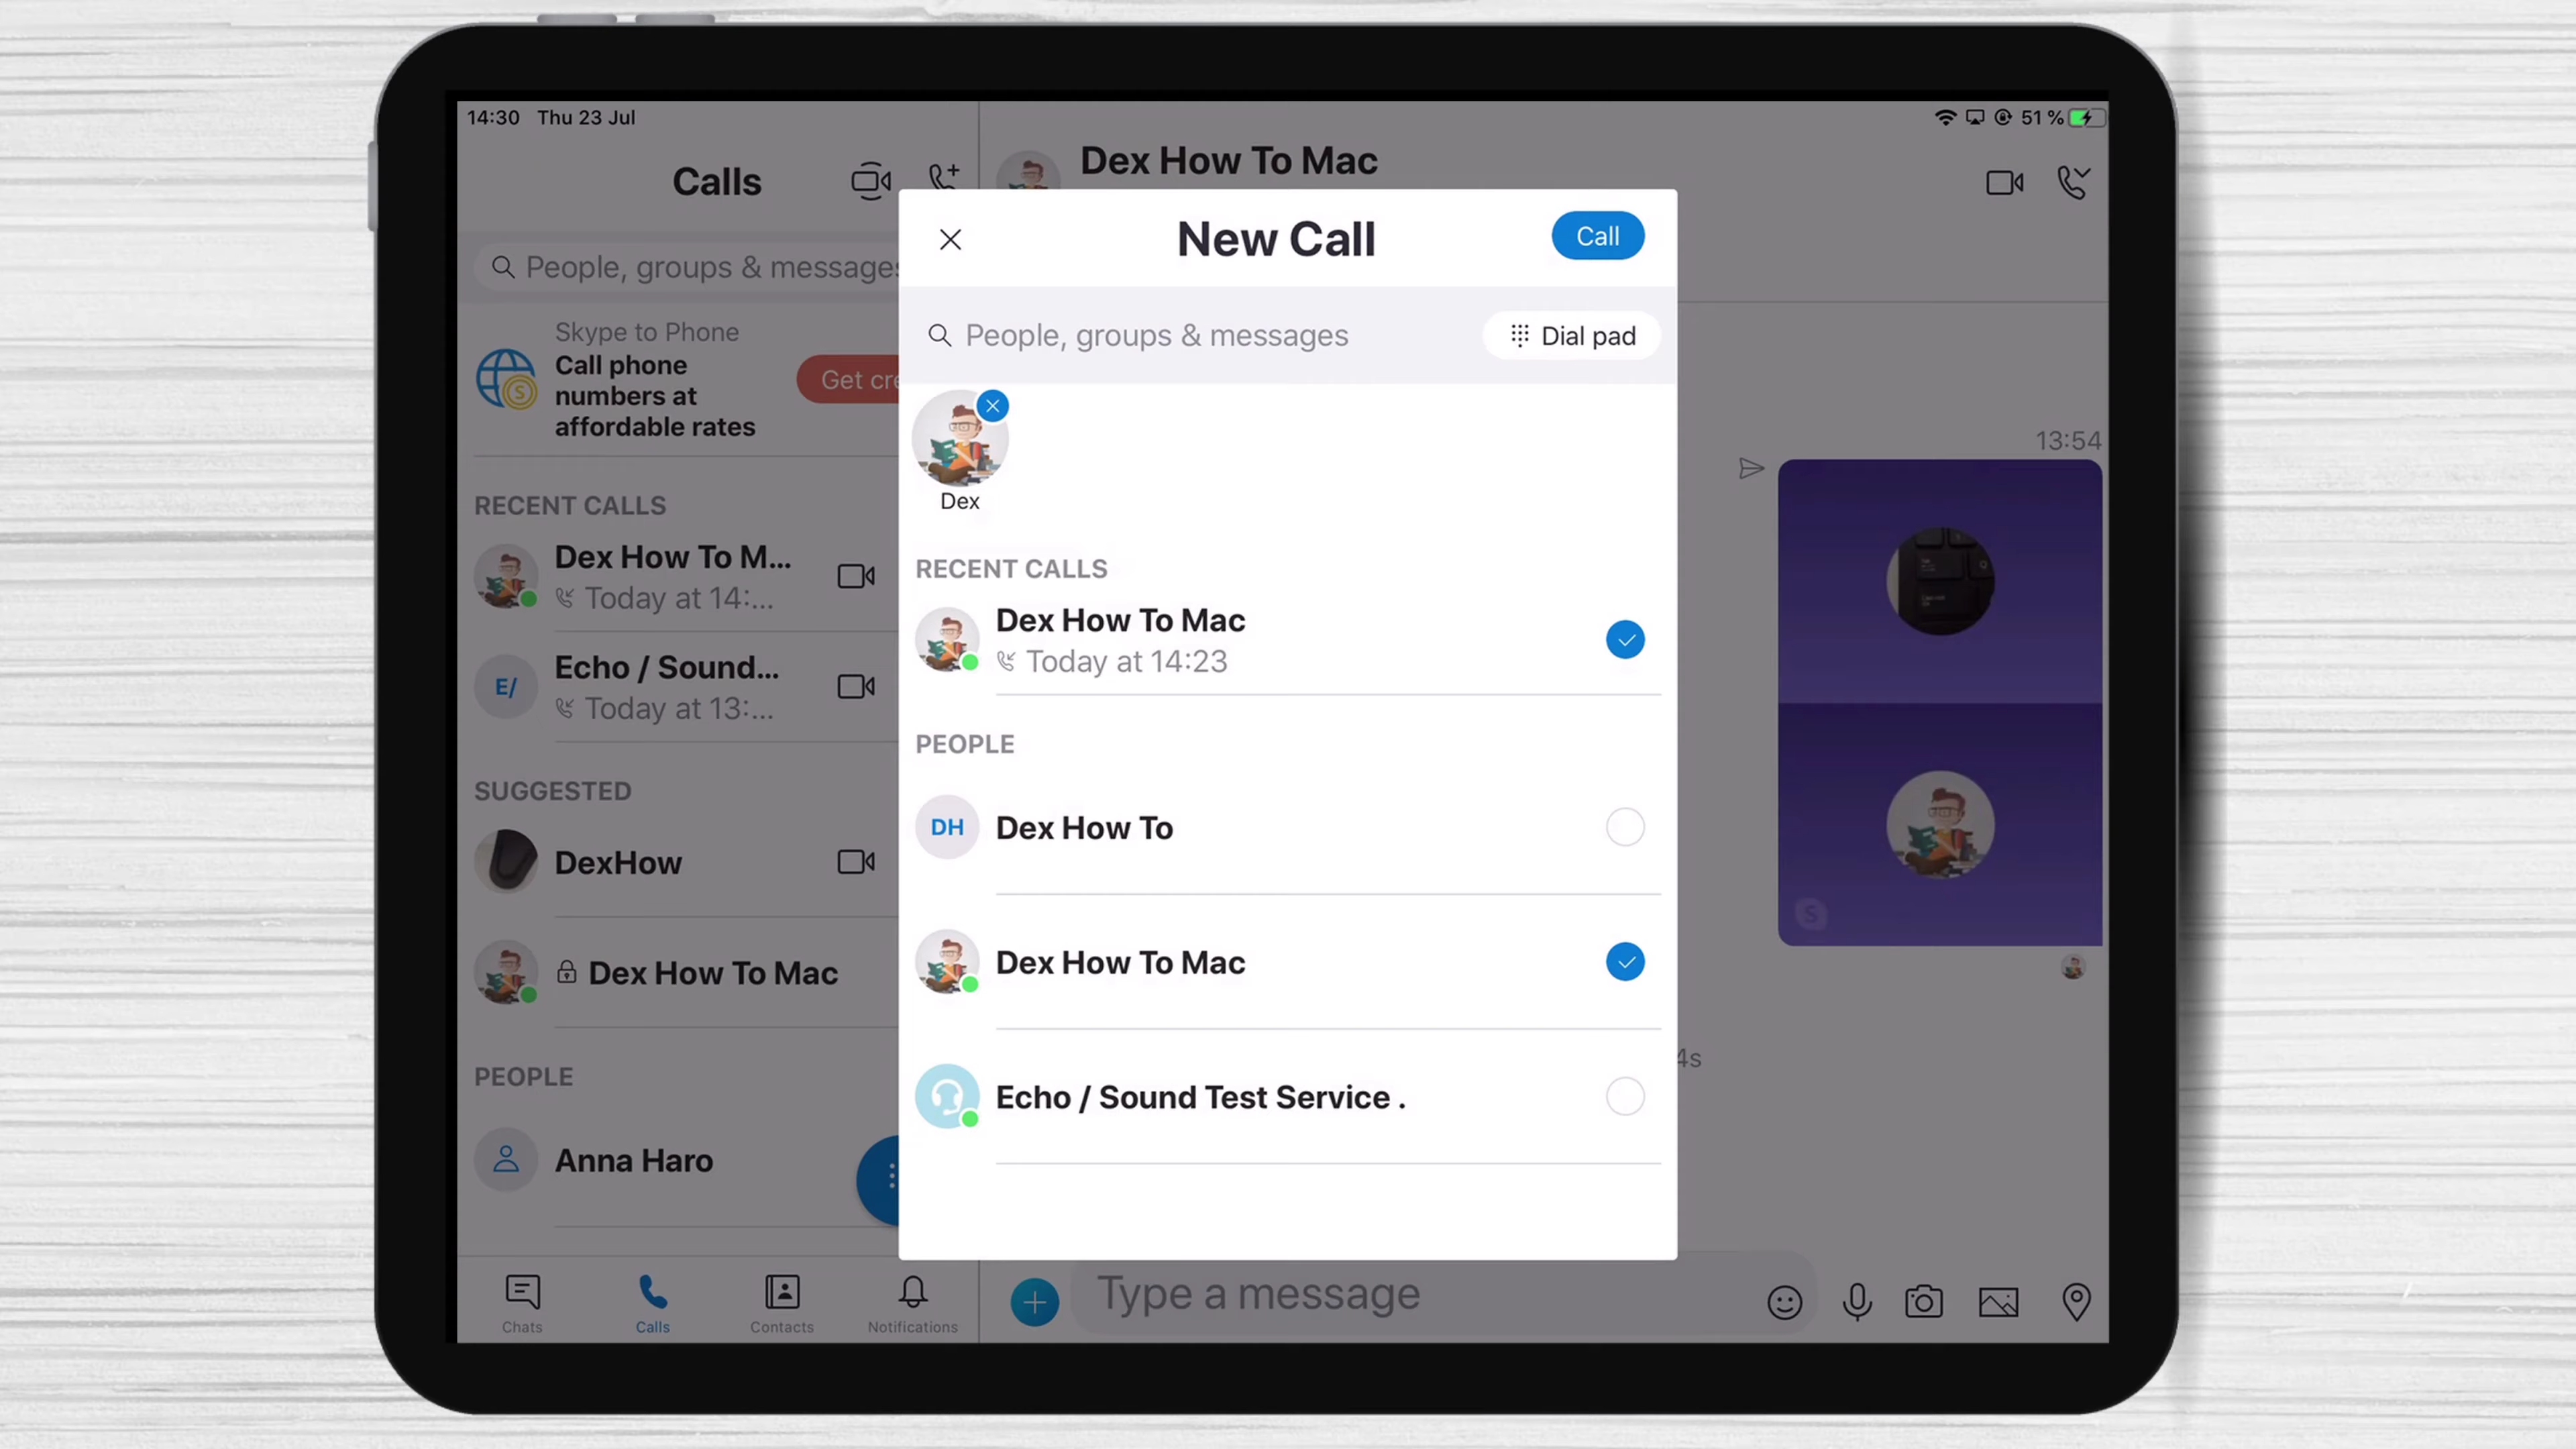 14:30 Thu 23 Jul
51 %
Calls
People, groups & messages
Skype to Phone
Call phone
numbers at
affordable rates
Get
RECENT CALLS
Dex How To M...
Today at 14:...
E/
Echo / Sound...
Today at 13:...
SUGGESTED
DexHow
Dex How To Mac
PEOPLE
Anna Haro
Chats
Calls
Contacts
Notifications
Dex How To Mac
New Call
Call
People, groups & messages
Dial pad
Dex
RECENT CALLS
Dex How To Mac
Today at 14:23
PEOPLE
DH
Dex How To
Dex How To Mac
Echo / Sound Test Service .
13:54
S
4s
Type a message